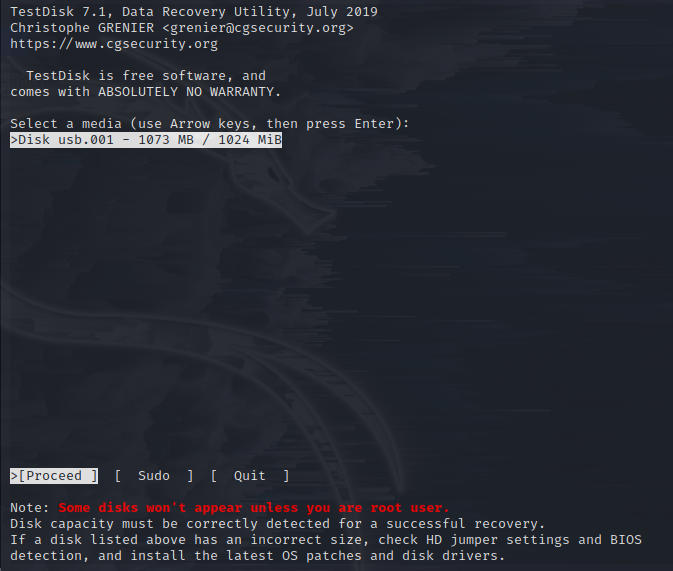 TestDisk 7.1, Data Recovery Utility, July 2019
Christophe GRENIER <grenier@cgsecurity.org>
https://www.cgsecurity.org
TestDisk is free software, and
comes with ABSOLUTELY NO WARRANTY.
Select a media (use Arrow keys, then press Enter):
>Disk usb.001 - 1073 MB / 1024 MiB
>[Proceed ]  [  Sudo  ]  [  Quit  ]
Note: Some disks won't appear unless you are root user.
Disk capacity must be correctly detected for a successful recovery.
If a disk listed above has an incorrect size, check HD jumper settings and BIOS
detection, and install the latest OS patches and disk drivers.